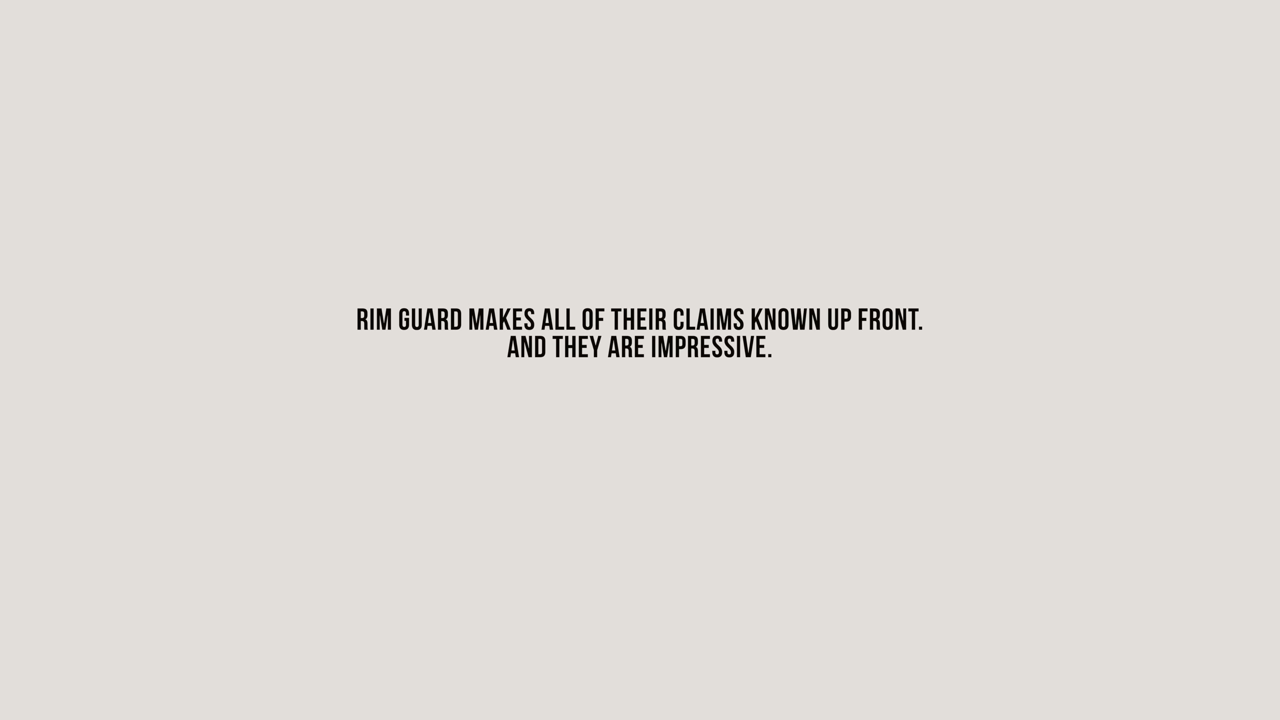 RIM GUARD MAKES ALL OF THEIR CLAIMS KNOWN UP FRONT.
AND THEY ARE IMPRESSIVE.